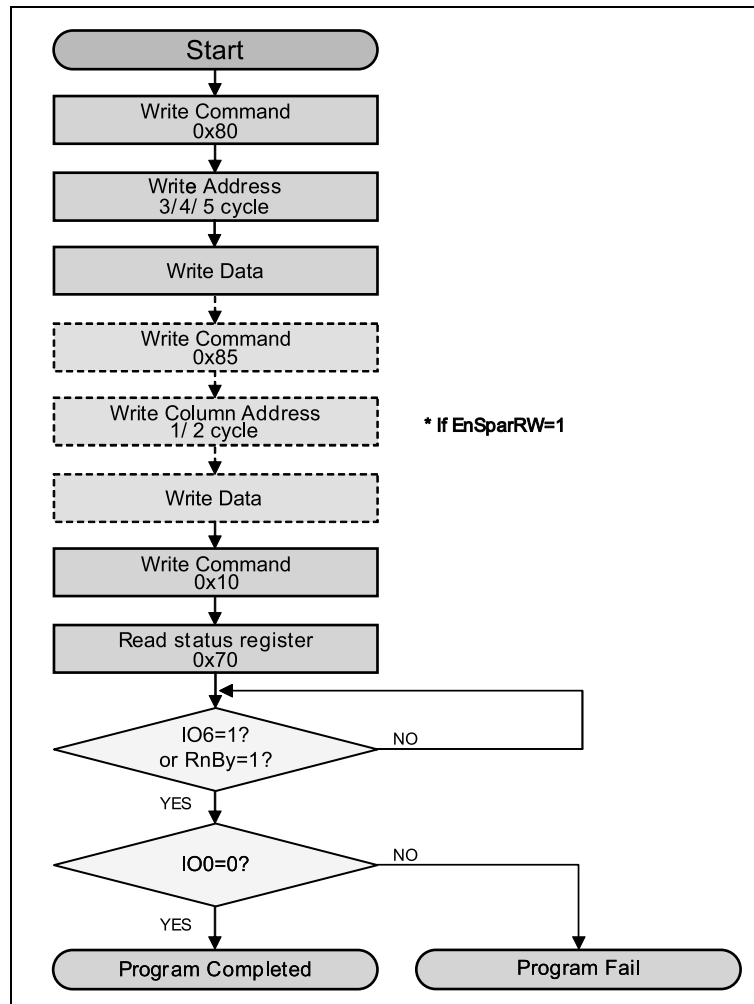 Start
Write Command
0x80
Write Address
3/ 4/ 5 cycle
Write Data
Write Command
0x85
Write Column Address
1/ 2 cycle
* If EnSparRW=1
Write Data
Write Command
0x10
Read status register
0x70
IO6=1?
or RnBy=1?
NO
YES
IO0=0?
NO
YES
Program Completed
Program Fail